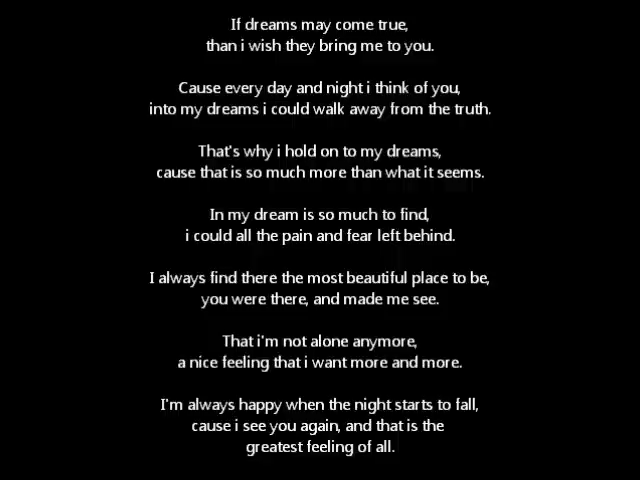 If dreams may come true,
than i wish they bring me to you.
Cause every day and night i think of you,
into my dreams i could walk away from the truth.
That's why i hold on to my dreams,
cause that is so much more than what it seems.
In my dream is so much to find,
i could all the pain and fear left behind.
I always find there the most beautiful place to be,
you were there, and made me see.
That i'm not alone anymore,
a nice feeling that i want more and more.
I'm always happy when the night starts to fall,
cause i see you again, and that is the
greatest feeling of all.